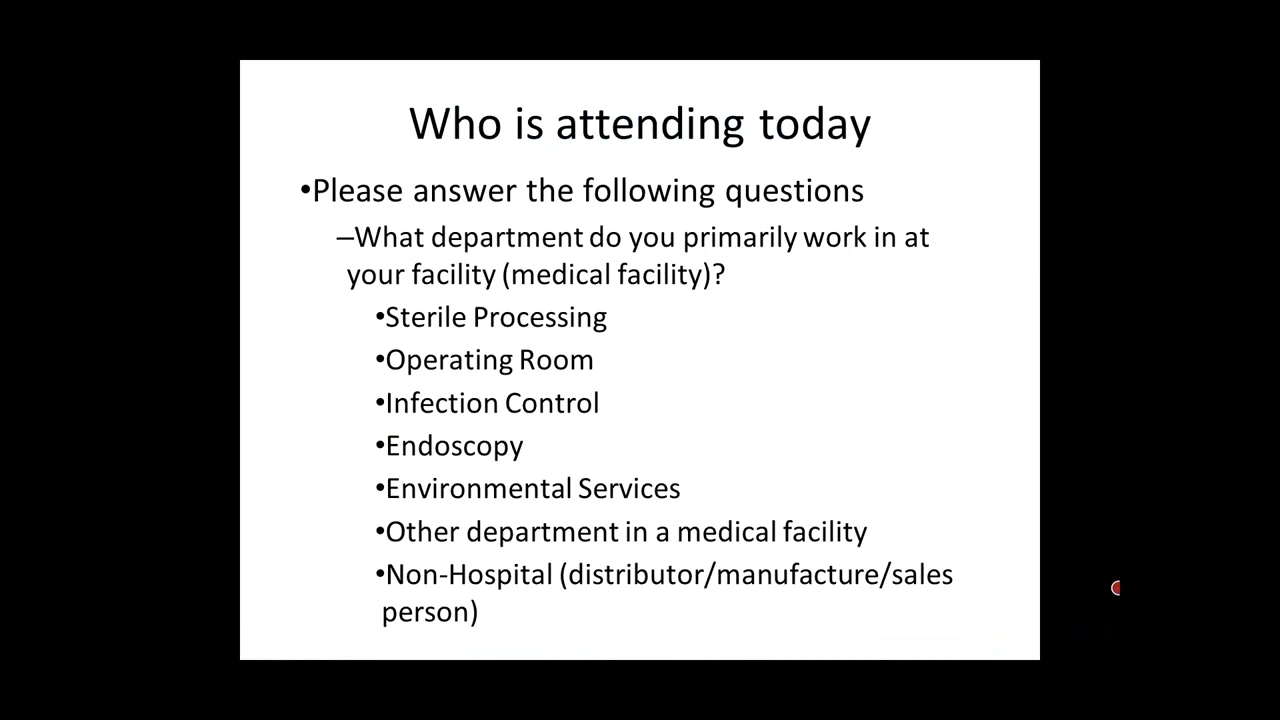 Who is attending today
•Please answer the following questions
–What department do you primarily work in at
your facility (medical facility)?
•Sterile Processing
•Operating Room
•Infection Control
•Endoscopy
•Environmental Services
•Other department in a medical facility
•Non-Hospital (distributor/manufacture/sales
person)